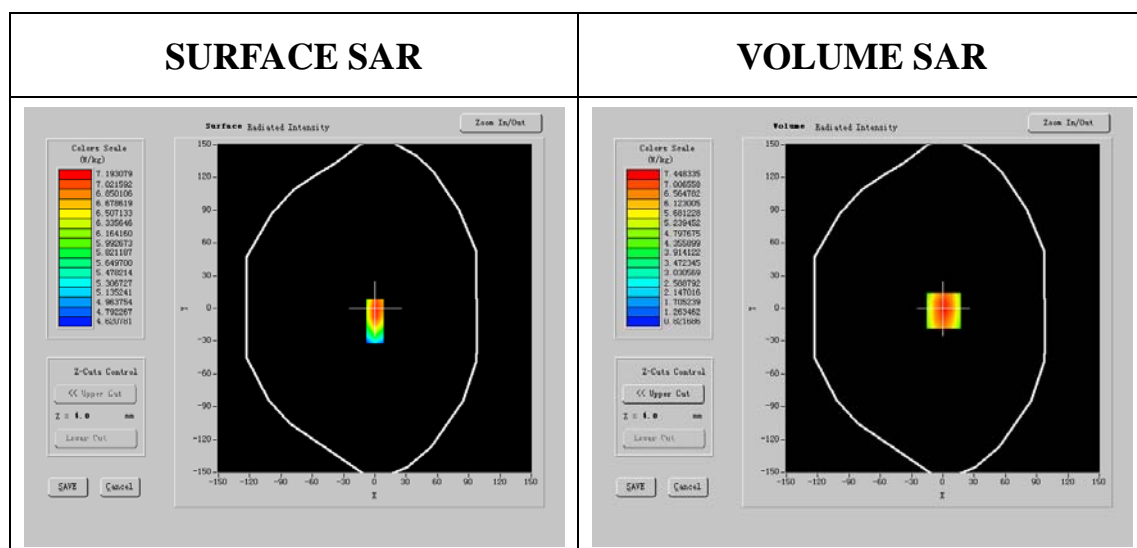 SURFACE SAR
VOLUME SAR
Surface Radiated Intensity
Zoom In/Out
Colors Scale
(W/kg)
7.193079
7.021592
6.850106
6.678619
6.507133
6.335646
6.164160
5.992673
5.821187
5.649700
5.478214
5.306727
5.135241
4.963754
4.792267
4.620781
150
120
90
60
30
0
-30
-60
-90
-120
-150
Y
-150 -120 -90 -60 -30 0 30 60 90 120 150
X
Z-Cuts Control
<< Upper Cut
Z = 4.0 mm
Lower Cut
SAVE Cancel
Volume Radiated Intensity
Zoom In/Out
Colors Scale
(W/kg)
7.448335
7.006558
6.564782
6.123005
5.681228
5.239452
4.797675
4.355899
3.914122
3.472345
3.030569
2.588792
2.147016
1.705239
1.263462
0.821686
150
120
90
60
30
0
-30
-60
-90
-120
-150
Y
-150 -120 -90 -60 -30 0 30 60 90 120 150
X
Z-Cuts Control
<< Upper Cut
Z = 4.0 mm
Lower Cut
SAVE Cancel